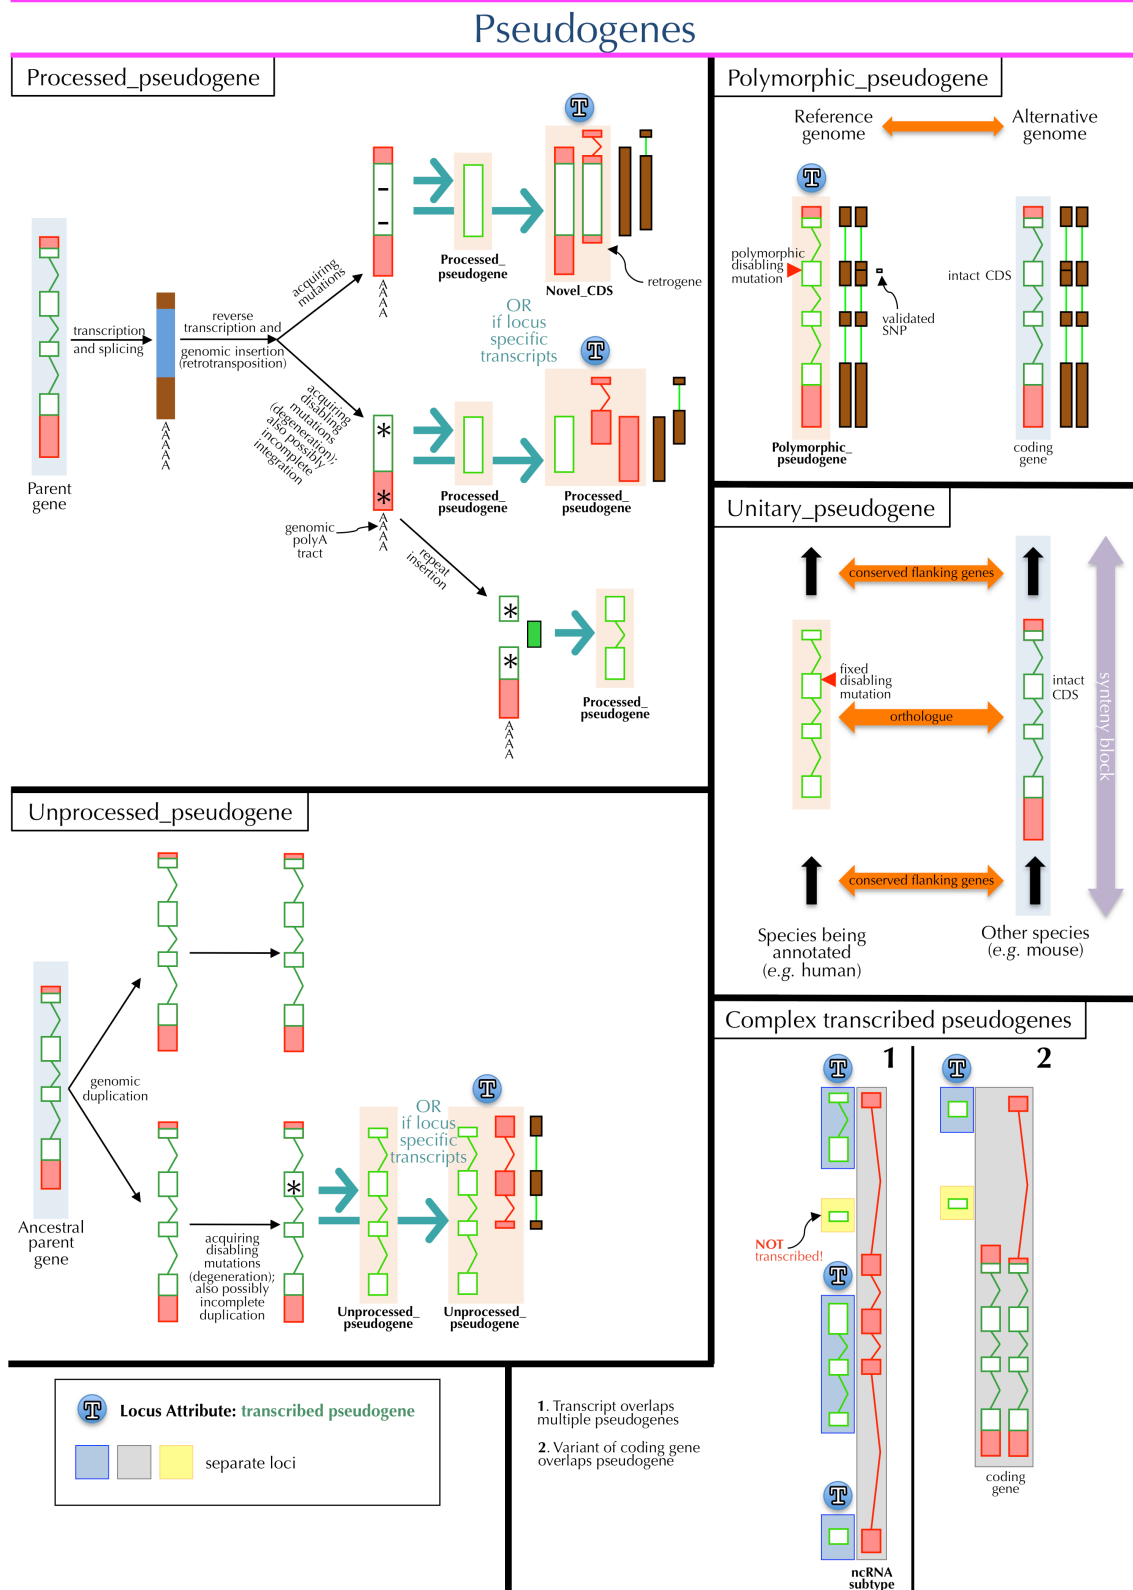 Pseudogenes
Processed_pseudogene
T
acquiring
mutations
A
A
A
A
Processed_
pseudogene
Novel_CDS
retrogene
OR
if locus
specific
transcripts
T
transcription
and splicing
reverse
transcription and
genomic insertion
(retrotransposition)
A
A
A
A
A
Parent
gene
acquiring
disabling
mutations
(degeneration);
also possibly
incomplete
integration
*
*
genomic
polyA
tract
A
A
A
A
Processed_
pseudogene
Processed_
pseudogene
repeat
insertion
*
*
A
A
A
A
Processed_
pseudogene
Polymorphic_pseudogene
Reference
genome
Alternative
genome
T
polymorphic
disabling
mutation
validated
SNP
intact CDS
Polymorphic_
pseudogene
coding
gene
Unitary_pseudogene
conserved flanking genes
fixed
disabling
mutation
intact
CDS
orthologue
synteny block
conserved flanking genes
Species being
annotated
(e.g. human)
Other species
(e.g. mouse)
Unprocessed_pseudogene
genomic
duplication
Ancestral
parent
gene
*
acquiring
disabling
mutations
(degeneration);
also possibly
incomplete
duplication
OR
if locus
specific
transcripts
T
Unprocessed_
pseudogene
Unprocessed_
pseudogene
Complex transcribed pseudogenes
T
1
T
2
NOT
transcribed!
T
T
ncRNA
subtype
coding
gene
T
Locus Attribute: transcribed pseudogene
separate loci
1. Transcript overlaps
multiple pseudogenes
2. Variant of coding gene
overlaps pseudogene